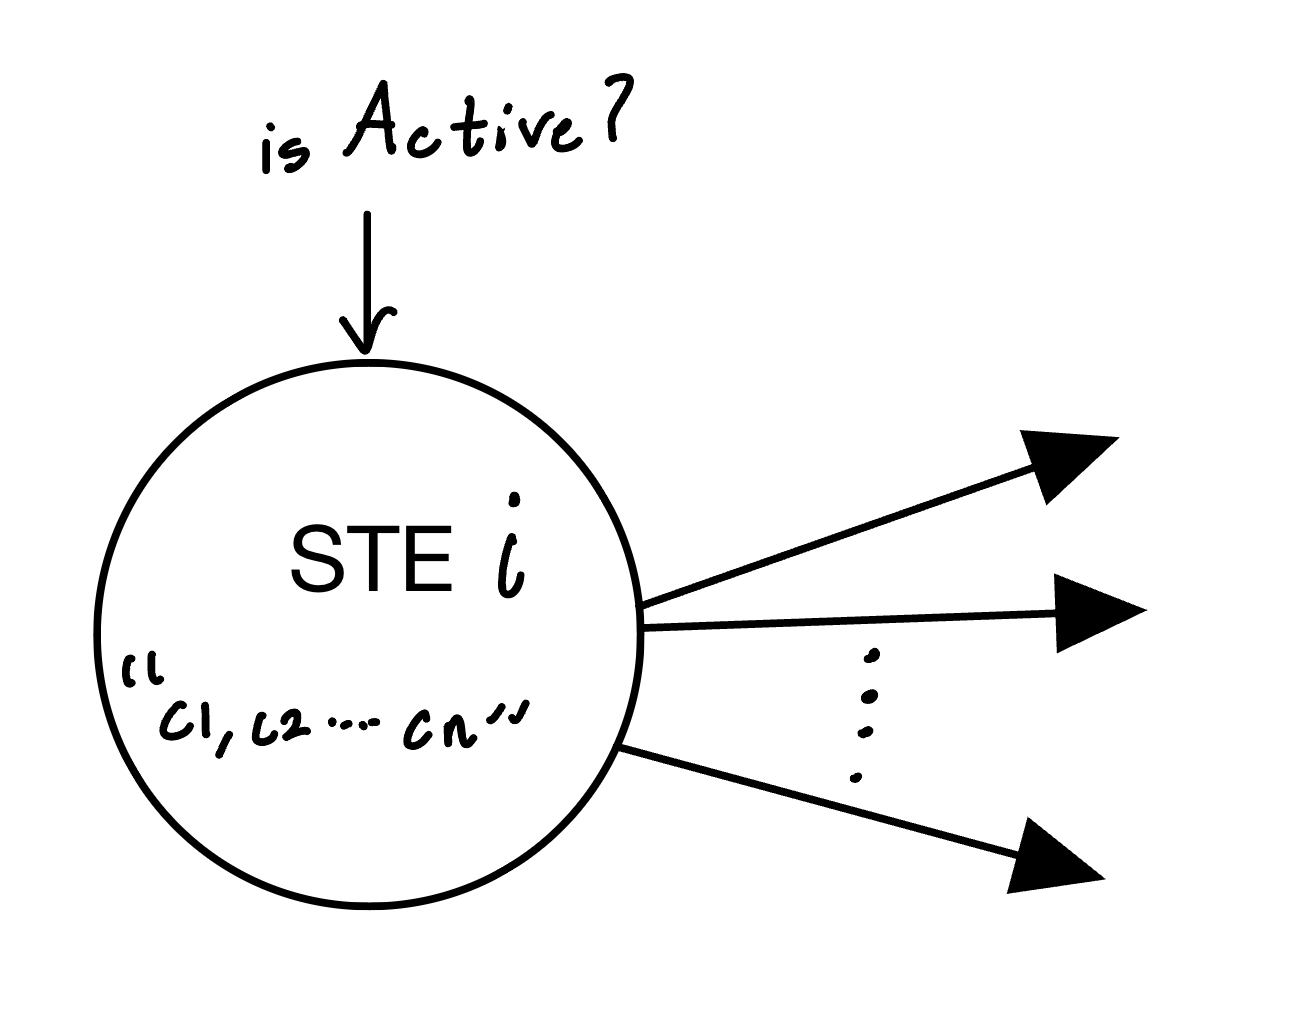 is Active?
STE i
"c1, c2 ... cn"